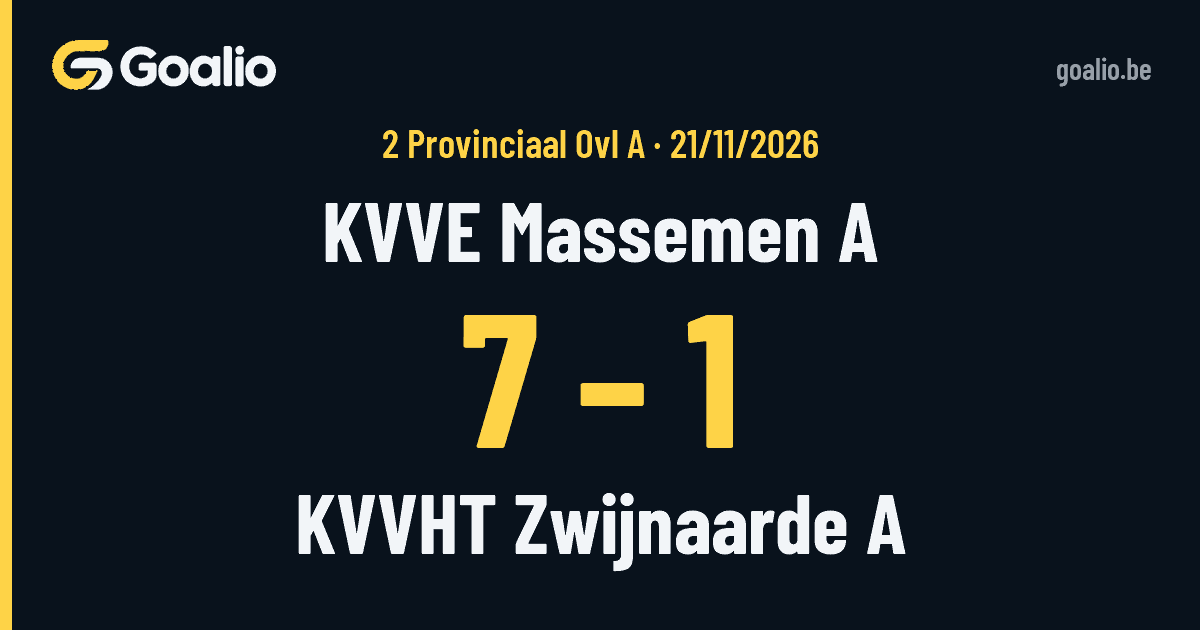 Goalio
goalio.be
2 Provinciaal Ovl A · 21/11/2026
KVVE Massemen A
7 - 1
KVVHT Zwijnaarde A